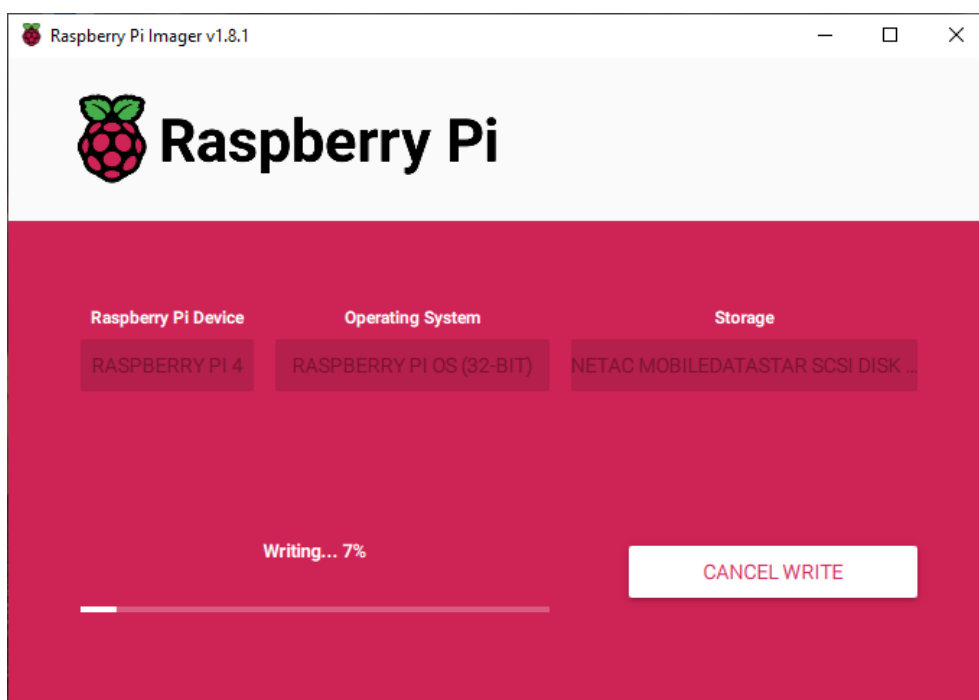 Raspberry Pi Imager v1.8.1
Raspberry Pi
Raspberry Pi Device
Operating System
Storage
RASPBERRY PI 4
RASPBERRY PI OS (32-BIT)
NETAC MOBILEDATASTAR SCSI DISK ...
Writing... 7%
CANCEL WRITE